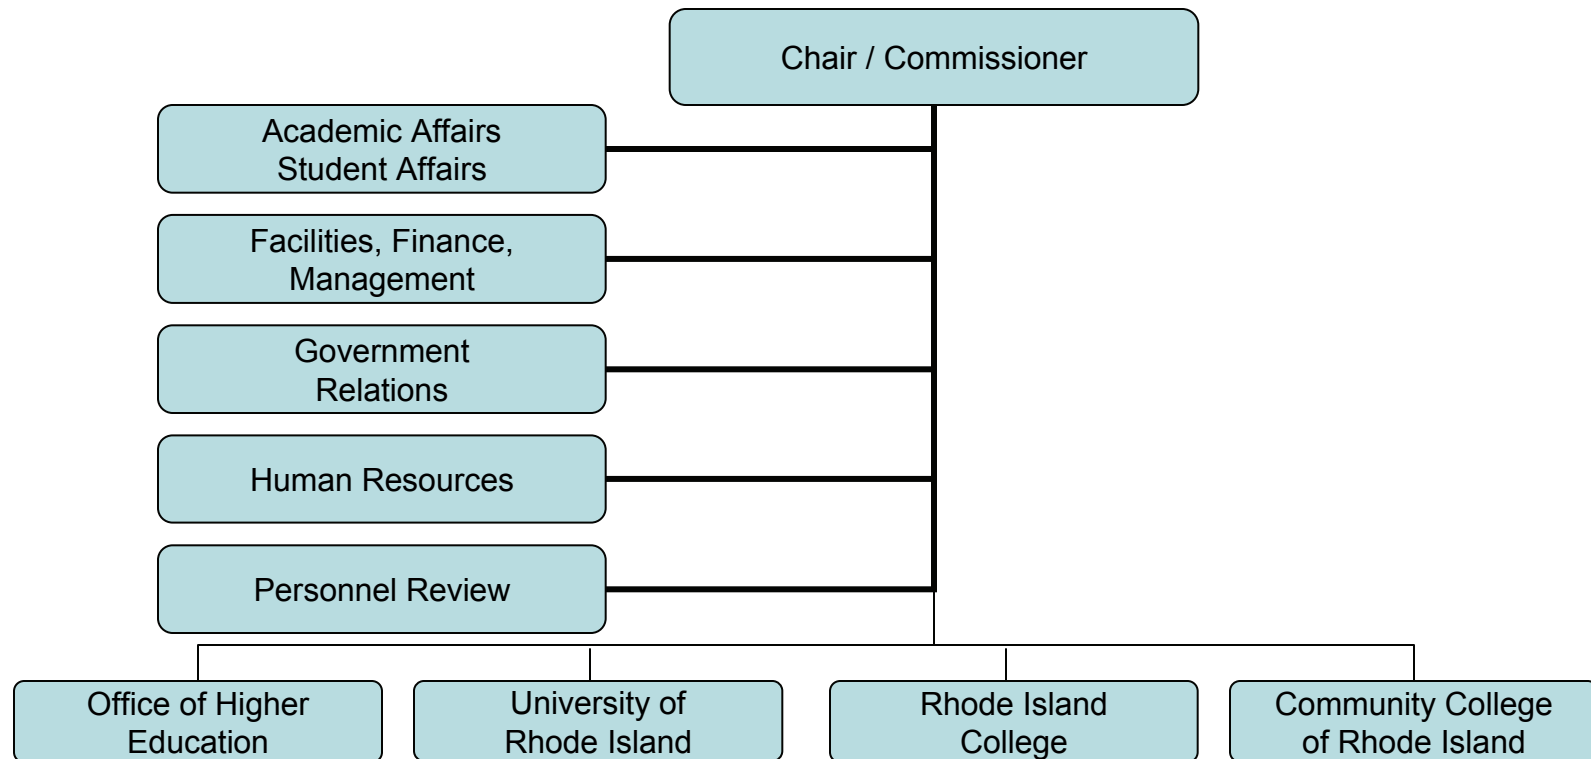 Chair / Commissioner
Academic Affairs
Student Affairs
Facilities, Finance,
Management
Government
Relations
Human Resources
Personnel Review
Office of Higher
Education
University of
Rhode Island
Rhode Island
College
Community College
of Rhode Island